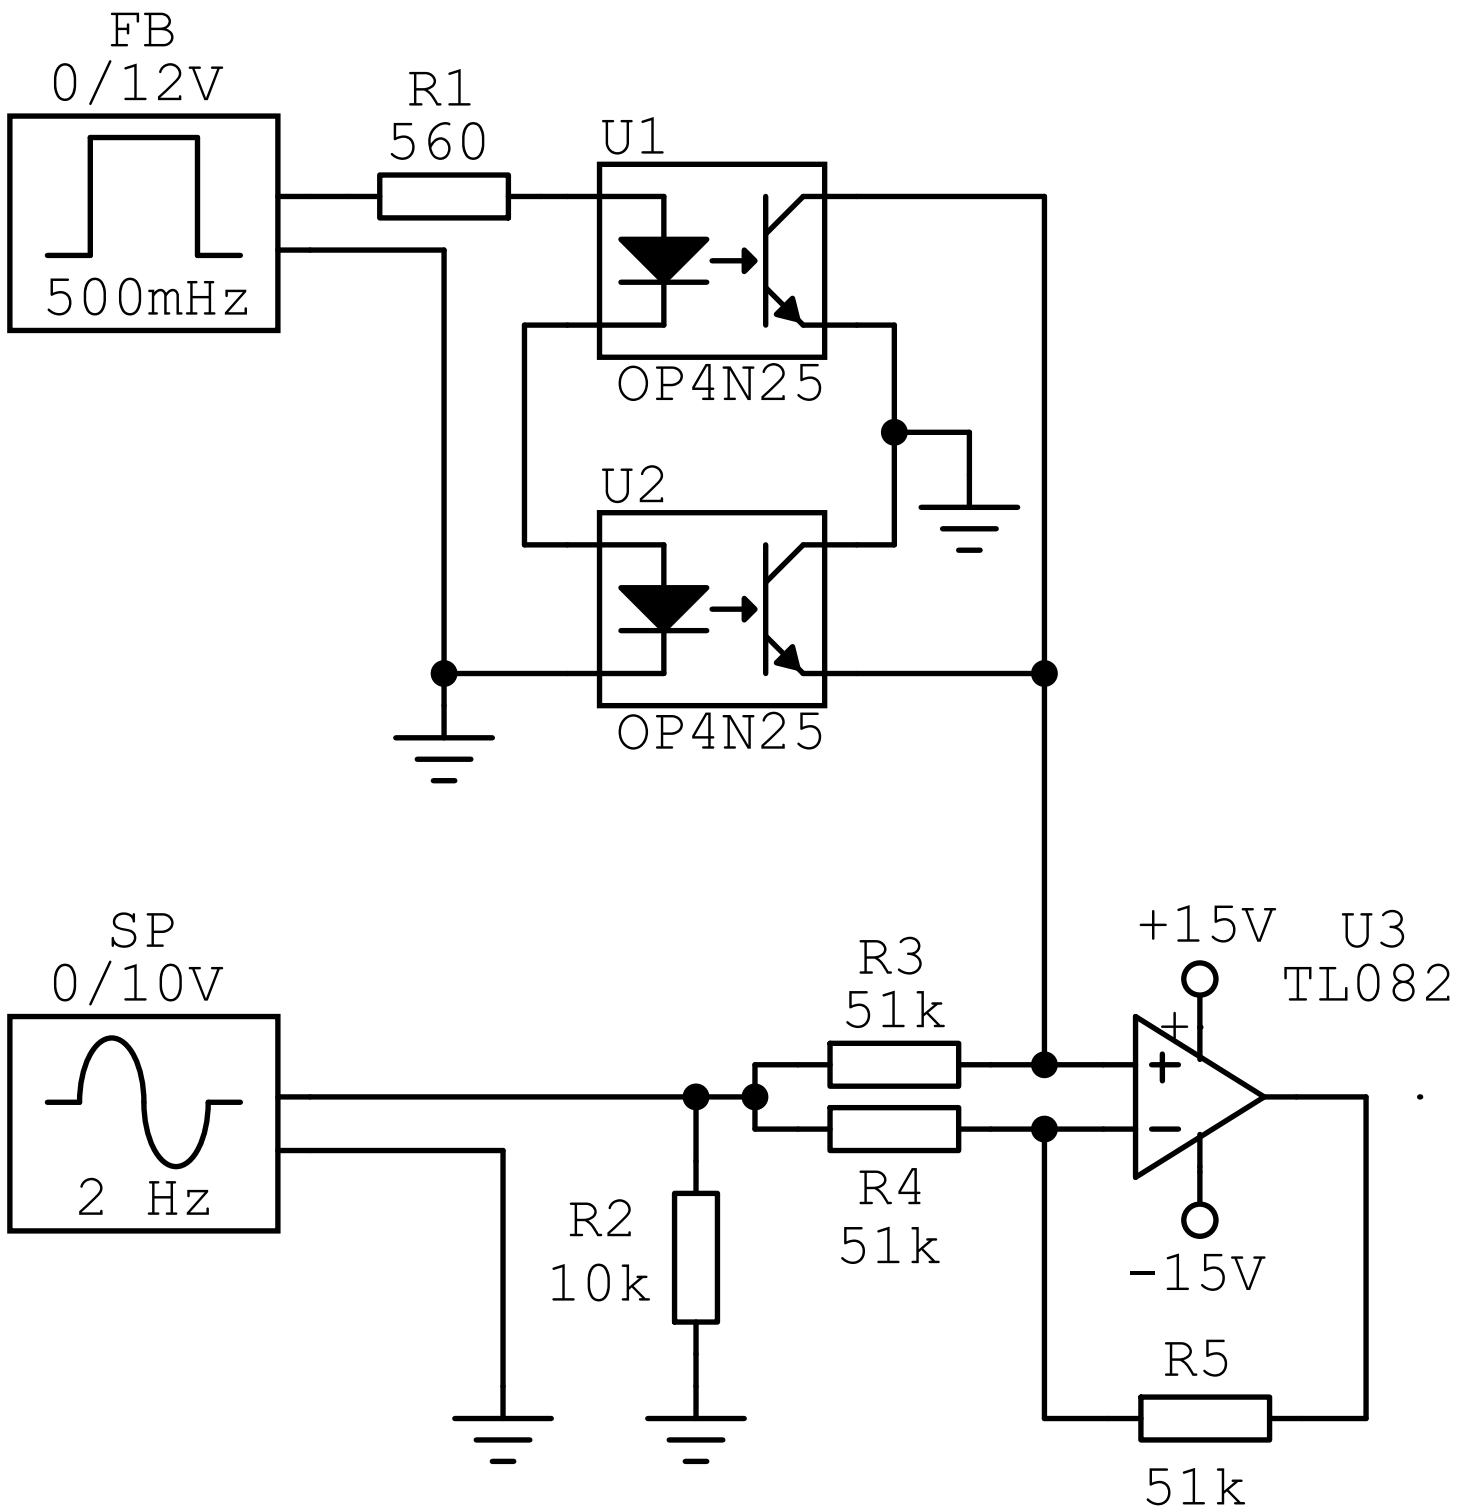 FB
0/12V
500mHz
R1
560
U1
OP4N25
U2
OP4N25
SP
0/10V
2 Hz
R2
10k
R3
51k
R4
51k
+15V
U3
TL082
+
+
−
-15V
R5
51k